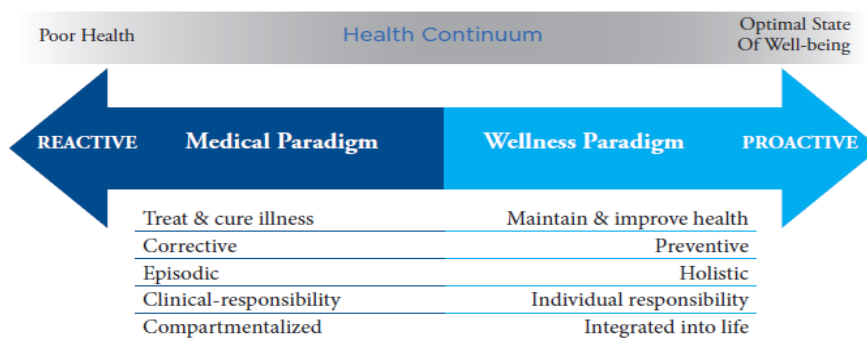 Poor Health
Health Continuum
Optimal State
Of Well-being
REACTIVE
Medical Paradigm
Wellness Paradigm
PROACTIVE
Treat & cure illness
Maintain & improve health
Corrective
Preventive
Episodic
Holistic
Clinical-responsibility
Individual responsibility
Compartmentalized
Integrated into life